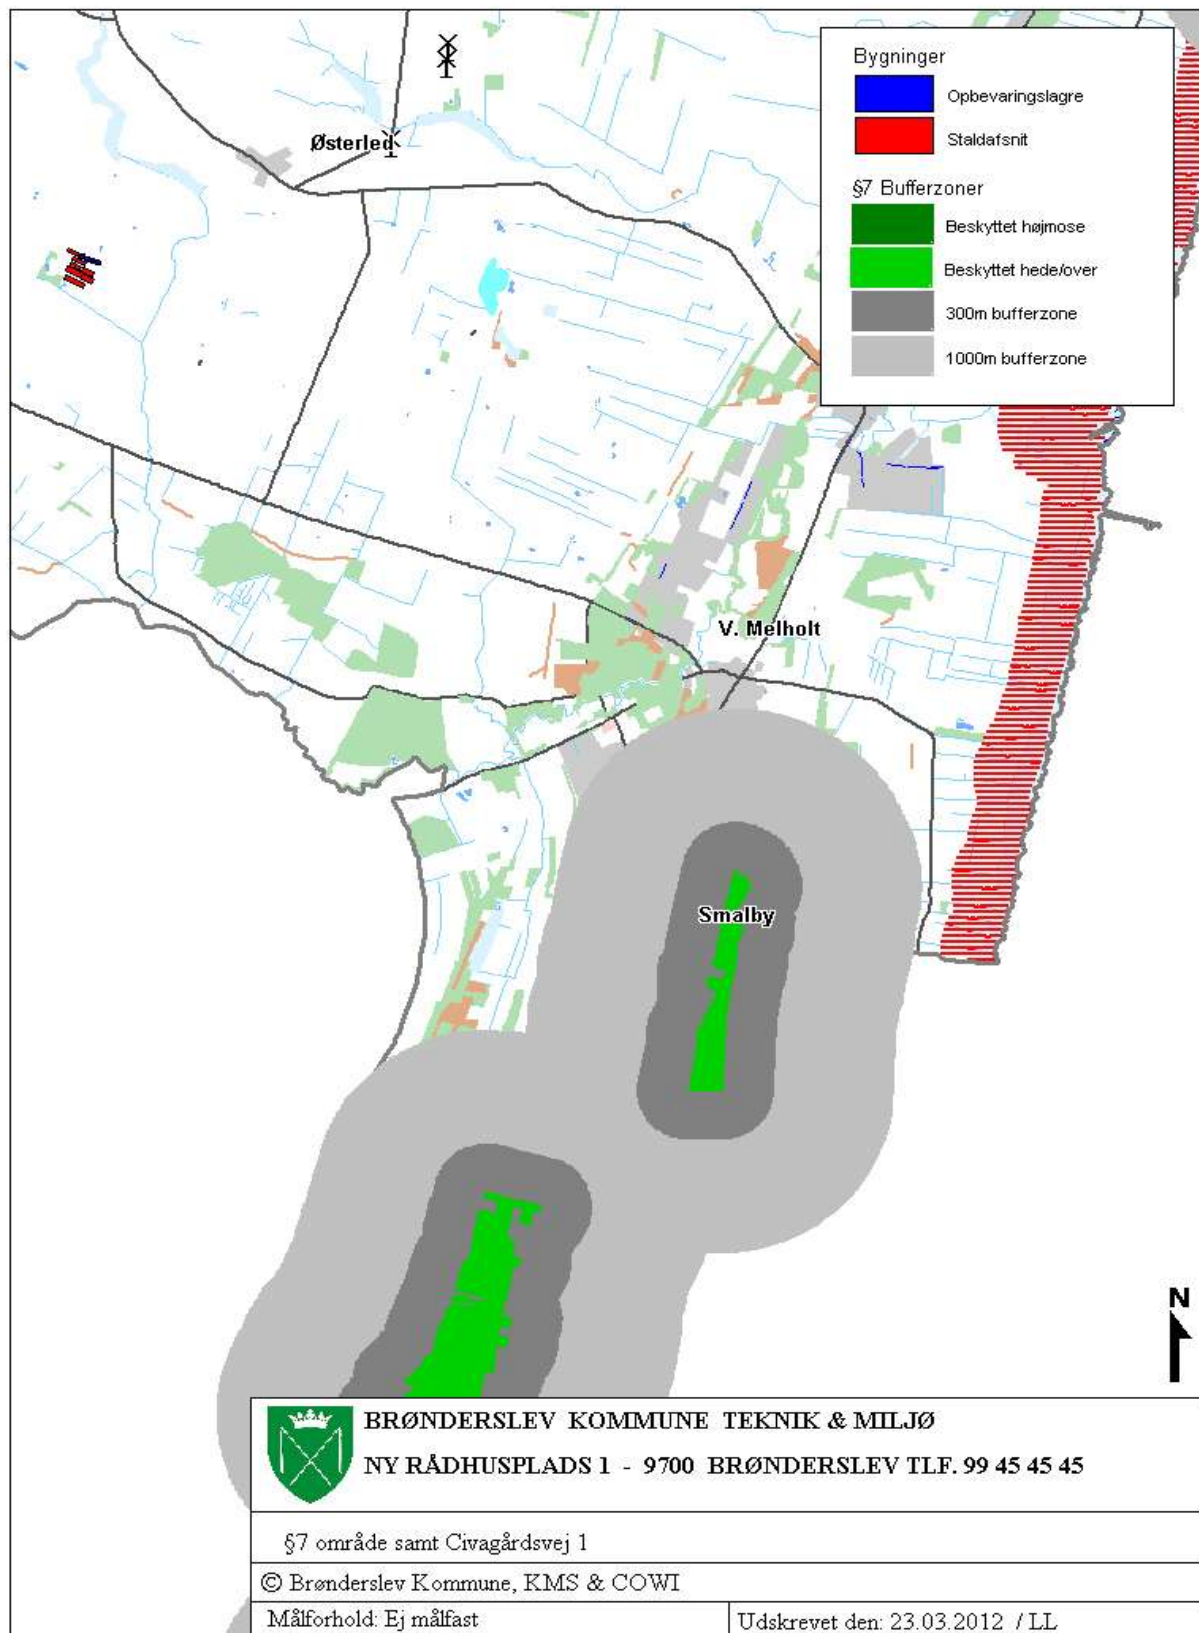 Bygninger
Opbevaringslagre
Staldafsnit
§7 Bufferzoner
Beskyttet højmose
Beskyttet hede/over
300m bufferzone
1000m bufferzone
Østerled
V. Melholt
Smalby
N
BRØNDERSLEV KOMMUNE TEKNIK & MILJØ
NY RÅDHUSPLADS 1 - 9700 BRØNDERSLEV TLF. 99 45 45 45
§7 område samt Civagårdsvej 1
© Brønderslev Kommune, KMS & COWI
Målforhold: Ej målfast
Udskrevet den: 23.03.2012 / LL